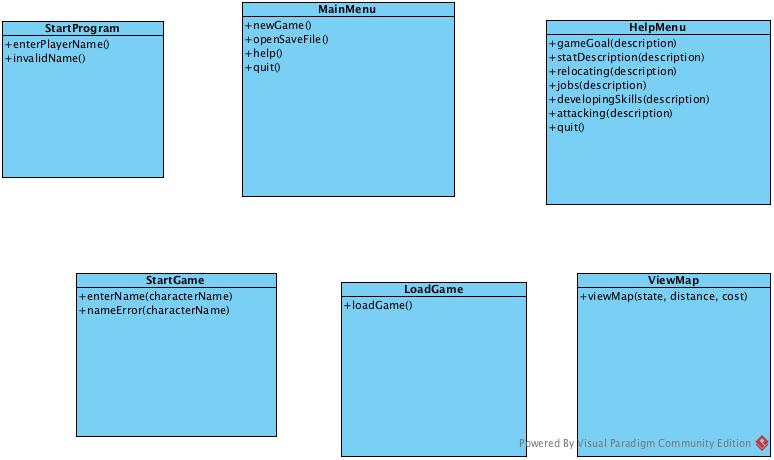 StartProgram
+enterPlayerName()
+invalidName()
MainMenu
+newGame()
+openSaveFile()
+help()
+quit()
HelpMenu
+gameGoal(description)
+statDescription(description)
+relocating(description)
+jobs(description)
+developingSkills(description)
+attacking(description)
+quit()
StartGame
+enterName(characterName)
+nameError(characterName)
LoadGame
+loadGame()
ViewMap
+viewMap(state, distance, cost)
Powered By Visual Paradigm Community Edition